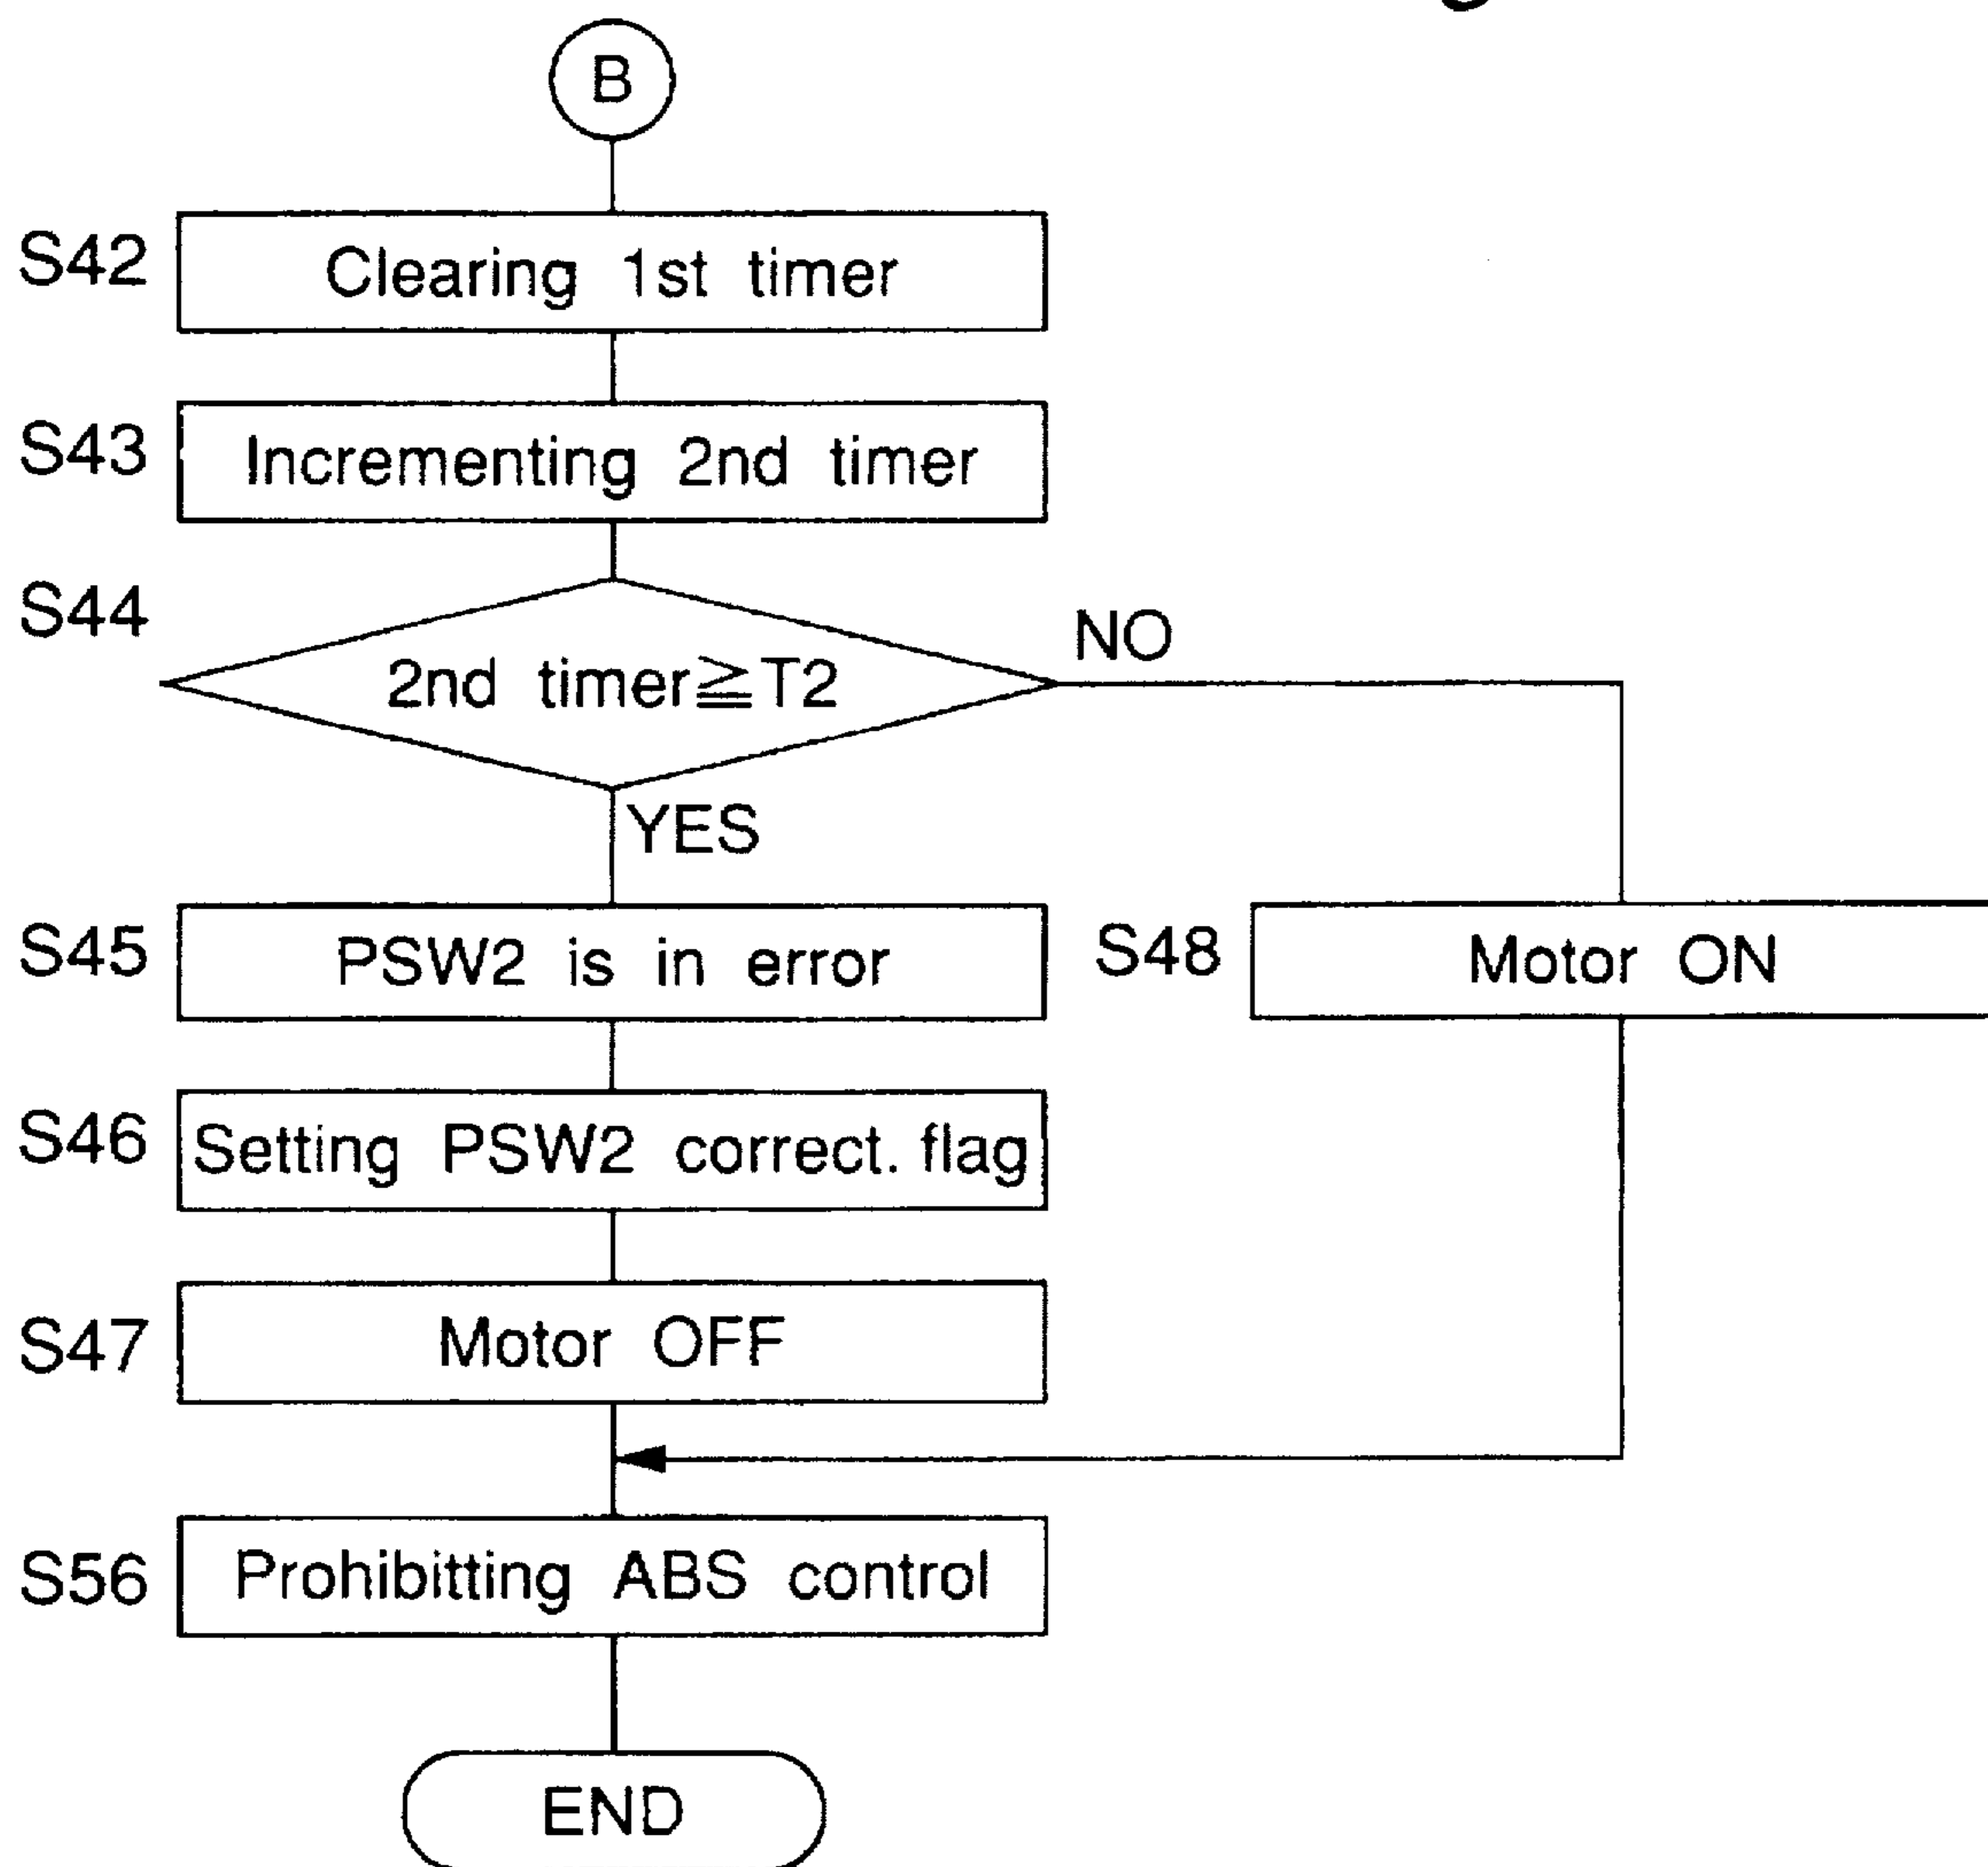 B
S42
Clearing 1st timer
S43
Incrementing 2nd timer
S44
2nd timer≧T2
NO
YES
S45
PSW2 is in error
S48
Motor ON
S46
Setting PSW2 correct. flag
S47
Motor OFF
S56
Prohibitting ABS control
END